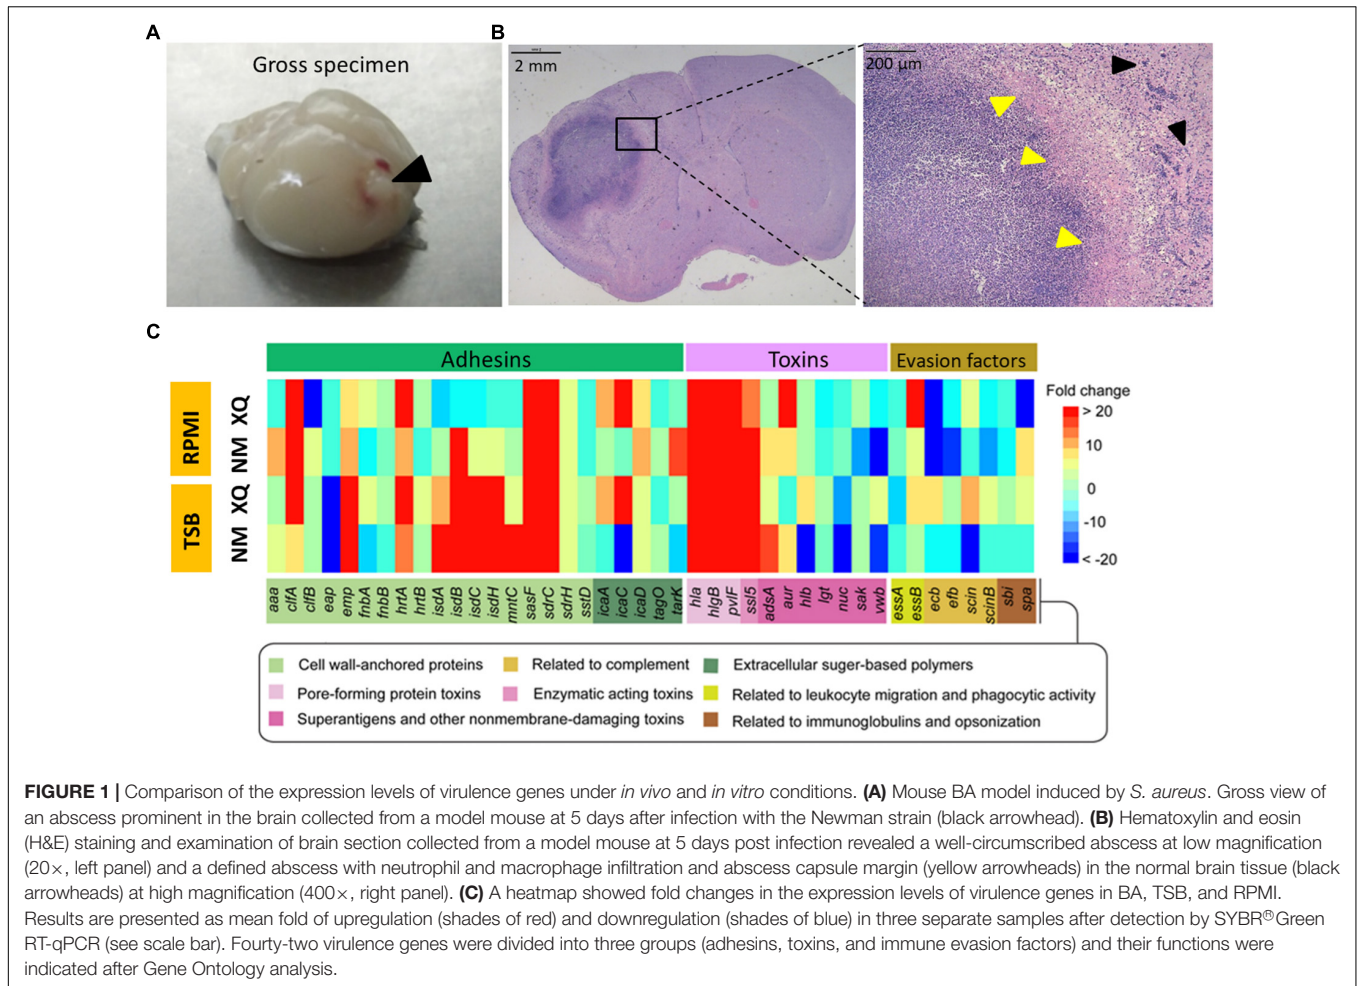 A
B
Gross specimen
2 mm
200 µm
C
Adhesins
Toxins
Evasion factors
RPMI
XQ
NM
TSB
XQ
NM
Fold change
> 20
10
0
-10
< -20
aaa clfA clfB eap emp fnbA fnbB hrtA hrtB isdA isdB isdC isdH mntC sasF sdrC sdrH sstD icaA icaC icaD tagO tarK hla hlgB pvlF ssl5 adsA aur hlb lgt nuc sak vwb essA essB ecb efb scin scinB sbi spa
Cell wall-anchored proteins
Related to complement
Extracellular suger-based polymers
Pore-forming protein toxins
Enzymatic acting toxins
Related to leukocyte migration and phagocytic activity
Superantigens and other nonmembrane-damaging toxins
Related to immunoglobulins and opsonization
FIGURE 1 | Comparison of the expression levels of virulence genes under in vivo and in vitro conditions. (A) Mouse BA model induced by S. aureus. Gross view of
an abscess prominent in the brain collected from a model mouse at 5 days after infection with the Newman strain (black arrowhead). (B) Hematoxylin and eosin
(H&E) staining and examination of brain section collected from a model mouse at 5 days post infection revealed a well-circumscribed abscess at low magnification
(20×, left panel) and a defined abscess with neutrophil and macrophage infiltration and abscess capsule margin (yellow arrowheads) in the normal brain tissue (black
arrowheads) at high magnification (400×, right panel). (C) A heatmap showed fold changes in the expression levels of virulence genes in BA, TSB, and RPMI.
Results are presented as mean fold of upregulation (shades of red) and downregulation (shades of blue) in three separate samples after detection by SYBR®Green
RT-qPCR (see scale bar). Fourty-two virulence genes were divided into three groups (adhesins, toxins, and immune evasion factors) and their functions were
indicated after Gene Ontology analysis.